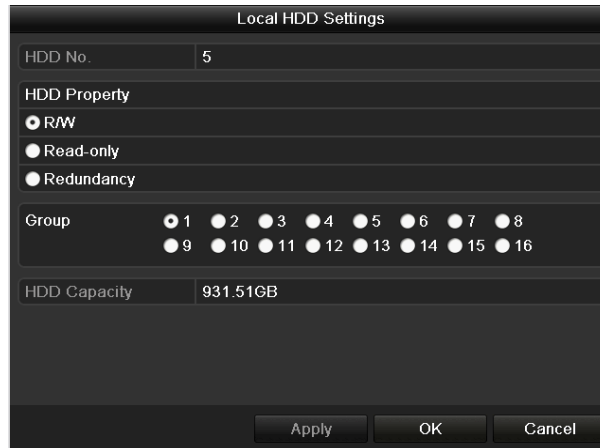 Local HDD Settings
HDD No. 5
HDD Property
R/W
Read-only
Redundancy
Group 1 2 3 4 5 6 7 8
9 10 11 12 13 14 15 16
HDD Capacity 931.51GB
Apply OK Cancel